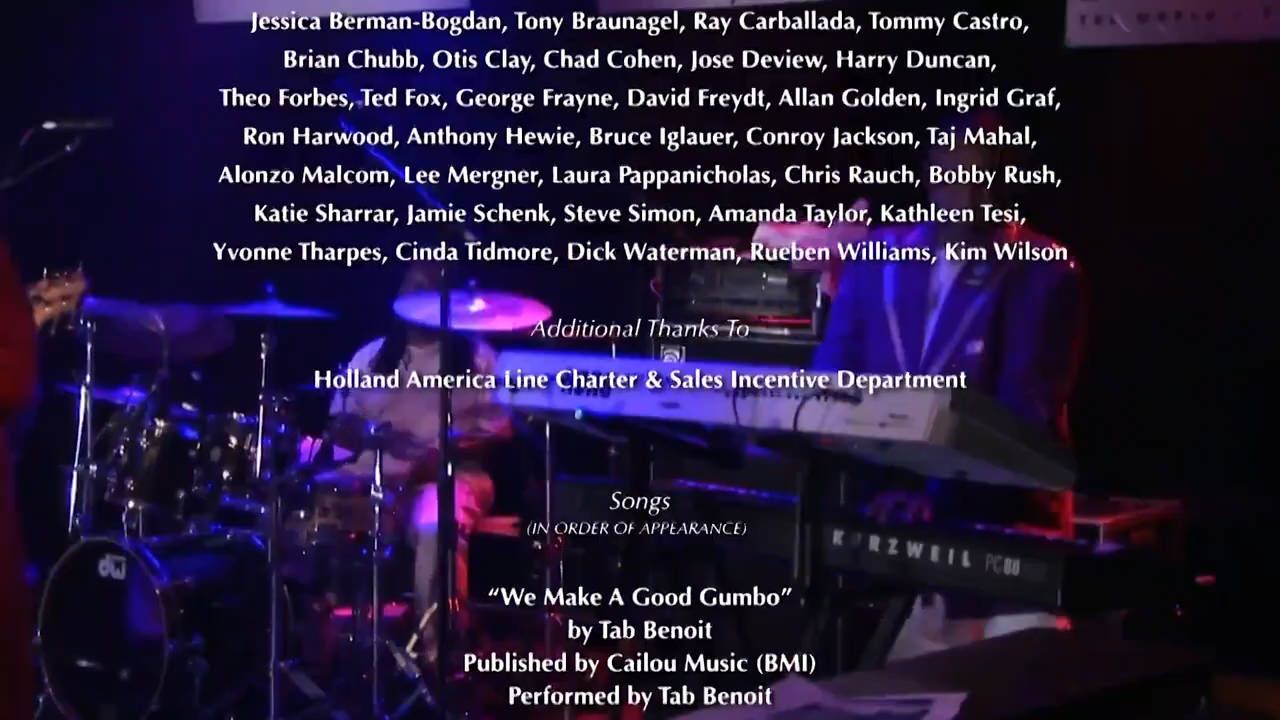 Jessica Berman-Bogdan, Tony Braunagel, Ray Carballada, Tommy Castro,
Brian Chubb, Otis Clay, Chad Cohen, Jose Deview, Harry Duncan,
Theo Forbes, Ted Fox, George Frayne, David Freydt, Allan Golden, Ingrid Graf,
Ron Harwood, Anthony Hewie, Bruce Iglauer, Conroy Jackson, Taj Mahal,
Alonzo Malcom, Lee Mergner, Laura Pappanicholas, Chris Rauch, Bobby Rush,
Katie Sharrar, Jamie Schenk, Steve Simon, Amanda Taylor, Kathleen Tesi,
Yvonne Tharpes, Cinda Tidmore, Dick Waterman, Rueben Williams, Kim Wilson
Additional Thanks To
Holland America Line Charter & Sales Incentive Department
Songs
(IN ORDER OF APPEARANCE)
KURZWEIL PC88
dw
“We Make A Good Gumbo”
by Tab Benoit
Published by Cailou Music (BMI)
Performed by Tab Benoit